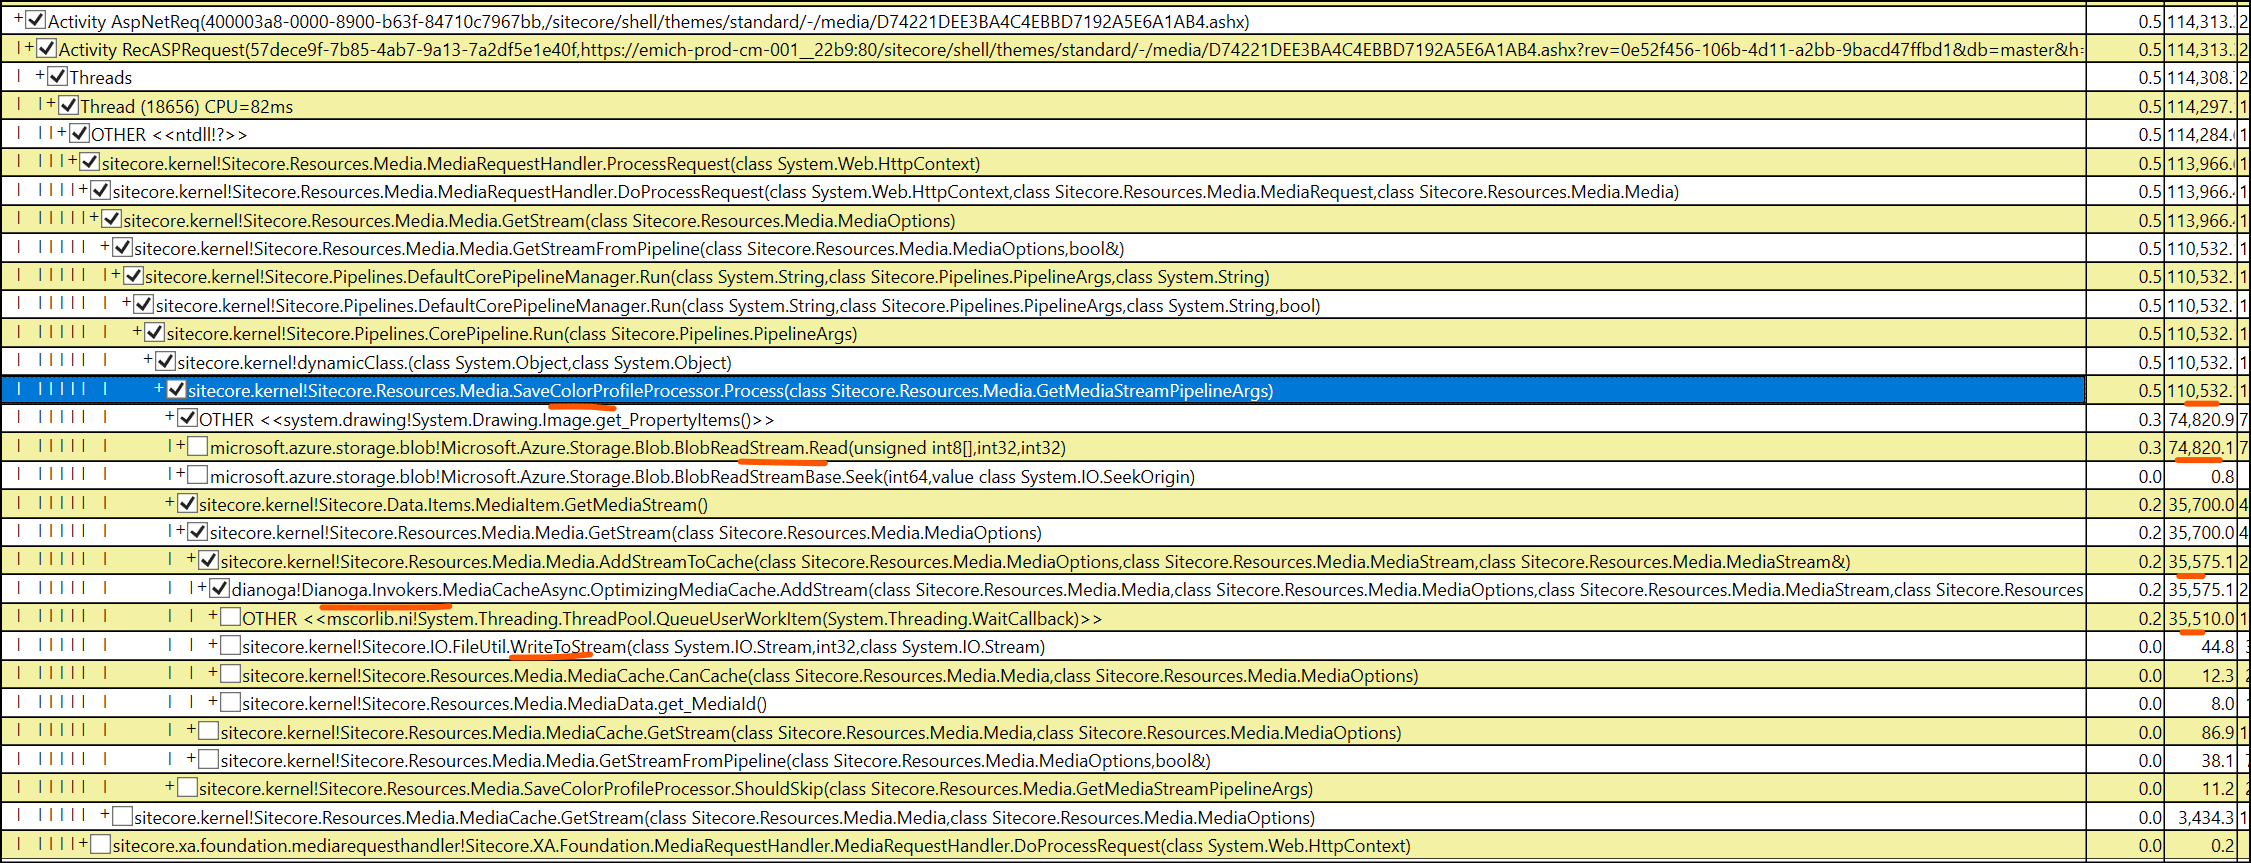 + Activity AspNetReq(400003a8-0000-8900-b63f-84710c7967bb,,/sitecore/shell/themes/standard/-/media/D74221DEE3BA4C4EBBD7192A5E6A1AB4.ashx) 0.5 114,313. 2
|+ Activity RecASPRequest(57dece9f-7b85-4ab7-9a13-7a2df5e1e40f,https://emich-prod-cm-001__22b9:80/sitecore/shell/themes/standard/-/media/D74221DEE3BA4C4EBBD7192A5E6A1AB4.ashx?rev=0e52f456-106b-4d11-a2bb-9bacd47ffbd1&db=master&h= 0.5 114,313. 2
| + Threads 0.5 114,308. 2
| |+ Thread (18656) CPU=82ms 0.5 114,297. 1
| ||+ OTHER <<ntdll!?>> 0.5 114,284. 1
| |||+ sitecore.kernel!Sitecore.Resources.Media.MediaRequestHandler.ProcessRequest(class System.Web.HttpContext) 0.5 113,966. 1
| ||||+ sitecore.kernel!Sitecore.Resources.Media.MediaRequestHandler.DoProcessRequest(class System.Web.HttpContext,class Sitecore.Resources.Media.MediaRequest,class Sitecore.Resources.Media.Media) 0.5 113,966. 1
| |||||+ sitecore.kernel!Sitecore.Resources.Media.Media.GetStream(class Sitecore.Resources.Media.MediaOptions) 0.5 113,966. 1
| ||||| + sitecore.kernel!Sitecore.Resources.Media.Media.GetStreamFromPipeline(class Sitecore.Resources.Media.MediaOptions,bool&) 0.5 110,532. 1
| ||||| |+ sitecore.kernel!Sitecore.Pipelines.DefaultCorePipelineManager.Run(class System.String,class Sitecore.Pipelines.PipelineArgs,class System.String) 0.5 110,532. 1
| ||||| | + sitecore.kernel!Sitecore.Pipelines.DefaultCorePipelineManager.Run(class System.String,class Sitecore.Pipelines.PipelineArgs,class System.String,bool) 0.5 110,532. 1
| ||||| | + sitecore.kernel!Sitecore.Pipelines.CorePipeline.Run(class Sitecore.Pipelines.PipelineArgs) 0.5 110,532. 1
| ||||| | + sitecore.kernel!dynamicClass.(class System.Object,class System.Object) 0.5 110,532. 1
| ||||| | + sitecore.kernel!Sitecore.Resources.Media.SaveColorProfileProcessor.Process(class Sitecore.Resources.Media.GetMediaStreamPipelineArgs) 0.5 110,532. 1
| ||||| | + OTHER <<system.drawing!System.Drawing.Image.get_PropertyItems()>> 0.3 74,820.9 7
| ||||| | |+ microsoft.azure.storage.blob!Microsoft.Azure.Storage.Blob.BlobReadStream.Read(unsigned int8[],int32,int32) 0.3 74,820.1 7
| ||||| | |+ microsoft.azure.storage.blob!Microsoft.Azure.Storage.Blob.BlobReadStreamBase.Seek(int64,value class System.IO.SeekOrigin) 0.0 0.8
| ||||| | + sitecore.kernel!Sitecore.Data.Items.MediaItem.GetMediaStream() 0.2 35,700.0 4
| ||||| | |+ sitecore.kernel!Sitecore.Resources.Media.Media.GetStream(class Sitecore.Resources.Media.MediaOptions) 0.2 35,700.0 4
| ||||| | | + sitecore.kernel!Sitecore.Resources.Media.Media.AddStreamToCache(class Sitecore.Resources.Media.MediaOptions,class Sitecore.Resources.Media.MediaStream,class Sitecore.Resources.Media.MediaStream&) 0.2 35,575.1 2
| ||||| | | |+ dianoga!Dianoga.Invokers.MediaCacheAsync.OptimizingMediaCache.AddStream(class Sitecore.Resources.Media.Media,class Sitecore.Resources.Media.MediaOptions,class Sitecore.Resources.Media.MediaStream,class Sitecore.Resources 0.2 35,575.1 2
| ||||| | | | + OTHER <<mscorlib.ni!System.Threading.ThreadPool.QueueUserWorkItem(System.Threading.WaitCallback)>> 0.2 35,510.0 1
| ||||| | | | + sitecore.kernel!Sitecore.IO.FileUtil.WriteToStream(class System.IO.Stream,int32,class System.IO.Stream) 0.0 44.8
| ||||| | | | + sitecore.kernel!Sitecore.Resources.Media.MediaCache.CanCache(class Sitecore.Resources.Media.Media,class Sitecore.Resources.Media.MediaOptions) 0.0 12.3
| ||||| | | | + sitecore.kernel!Sitecore.Resources.Media.MediaData.get_MediaId() 0.0 8.0
| ||||| | | + sitecore.kernel!Sitecore.Resources.Media.MediaCache.GetStream(class Sitecore.Resources.Media.Media,class Sitecore.Resources.Media.MediaOptions) 0.0 86.9 1
| ||||| | | + sitecore.kernel!Sitecore.Resources.Media.Media.GetStreamFromPipeline(class Sitecore.Resources.Media.MediaOptions,bool&) 0.0 38.1
| ||||| | + sitecore.kernel!Sitecore.Resources.Media.SaveColorProfileProcessor.ShouldSkip(class Sitecore.Resources.Media.GetMediaStreamPipelineArgs) 0.0 11.2
| ||||| + sitecore.kernel!Sitecore.Resources.Media.MediaCache.GetStream(class Sitecore.Resources.Media.Media,class Sitecore.Resources.Media.MediaOptions) 0.0 3,434.3 1
| ||||+ sitecore.xa.foundation.mediarequesthandler!Sitecore.XA.Foundation.MediaRequestHandler.MediaRequestHandler.DoProcessRequest(class System.Web.HttpContext) 0.0 0.2